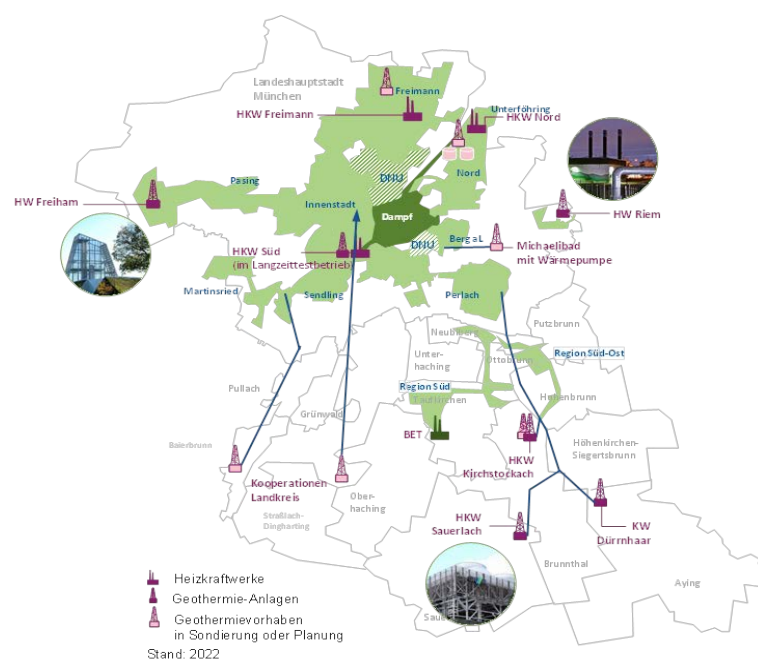 Landeshauptstadt
München
Freimann
HKW Freimann
Unterföhring
HKW Nord
Pasing
DNU
Nord
HW Freiham
Innenstadt
Dampf
HW Riem
HKW Süd
(im Langzeittestbetrieb)
DNU
Berg a.L
Michaelibad
mit Wärmepumpe
Martinsried
Sendling
Perlach
Putzbrunn
Neubiberg
Unter-
haching
Ottobrunn
Region Süd-Ost
Pullach
Region Süd
Taufkirchen
Hohenbrunn
Grünwald
BET
Baierbrunn
HKW
Kirchstockach
Höhenkirchen-
Siegertsbrunn
Kooperationen
Landkreis
Ober-
haching
Straßlach-
Dingharting
HKW
Sauerlach
KW
Dürrnhaar
Brunnthal
Aying
Heizkraftwerke
Geothermie-Anlagen
Geothermievorhaben
in Sondierung oder Planung
Stand: 2022